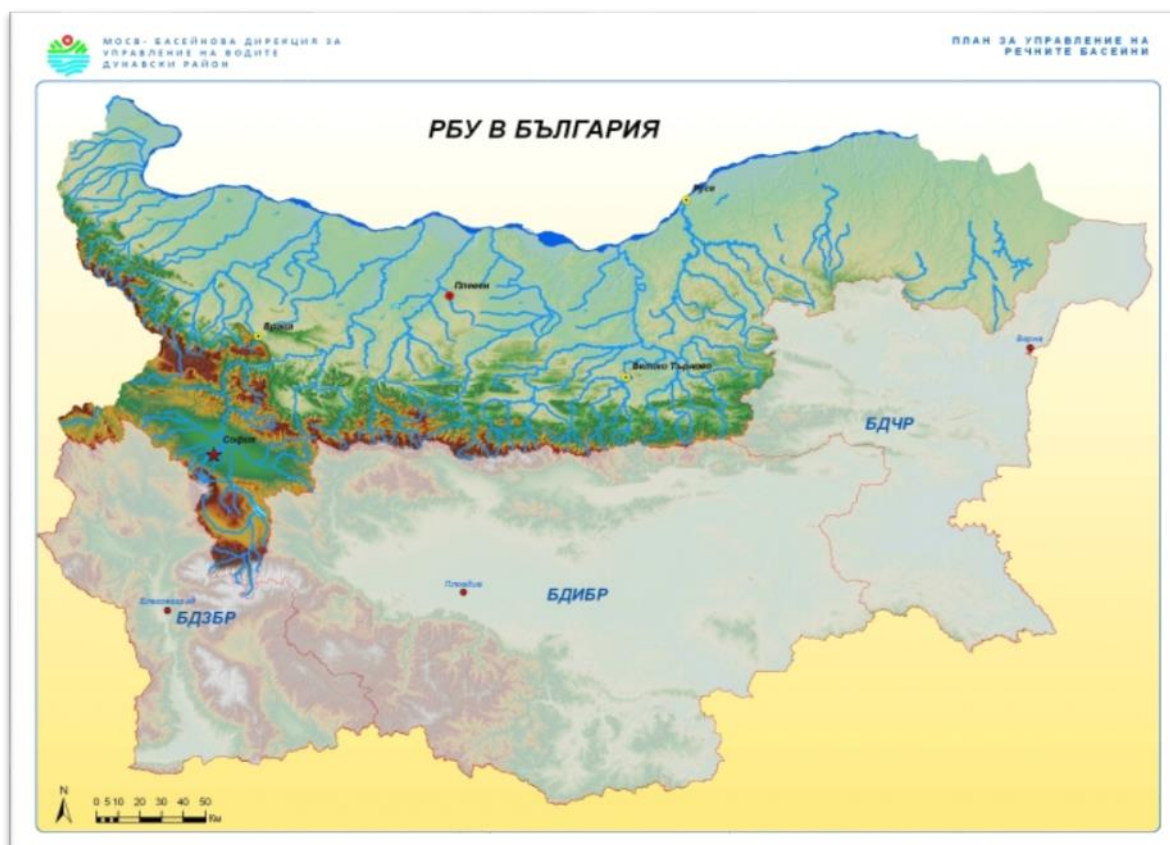 МОСВ- БАСЕЙНОВА ДИРЕКЦИЯ ЗА
УПРАВЛЕНИЕ НА ВОДИТЕ
ДУНАВСКИ РАЙОН
ПЛАН ЗА УПРАВЛЕНИЕ НА
РЕЧНИТЕ БАСЕЙНИ
РБУ В БЪЛГАРИЯ
Русе
Плевен
Враца
Варна
Велико Търново
БДЧР
София
Пловдив
БДИБР
Благоевград
БДЗБР
N
0 5 10 20 30 40 50
Км